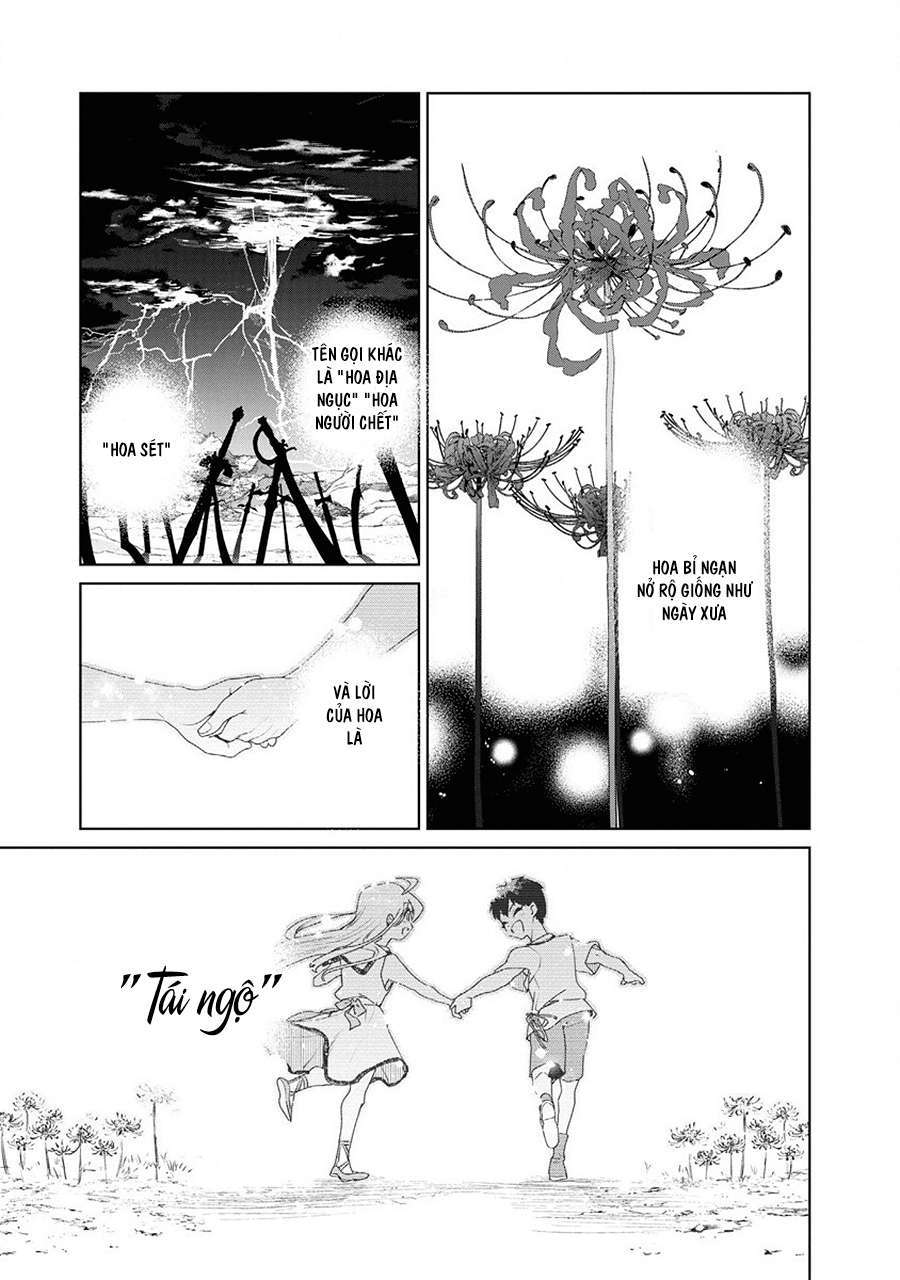 HOA BỈ NGẠN
NỞ RỘ GIỐNG NHƯ
NGÀY XƯA
TÊN GỌI KHÁC
LÀ "HOA ĐỊA
NGỤC" "HOA
NGƯỜI CHẾT"
"HOA SÉT"
VÀ LỜI
CỦA HOA
LÀ
"Tái ngộ"